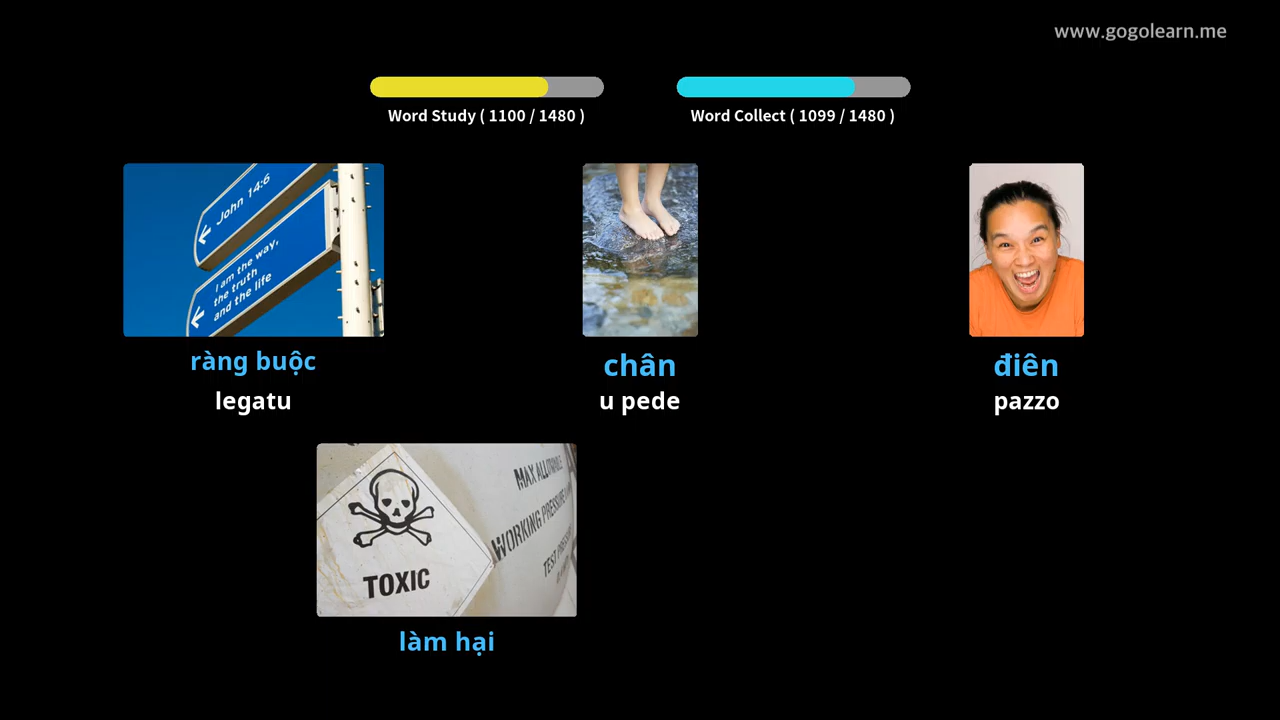 www.gogolearn.me
Word Study ( 1100 / 1480 )
Word Collect ( 1099 / 1480 )
John 14:6
I am the way,
the truth
and the life
ràng buộc
legatu
chân
u pede
điên
pazzo
TOXIC
MAX ALLOWABLE
WORKING PRESSURE
TEST
làm hại